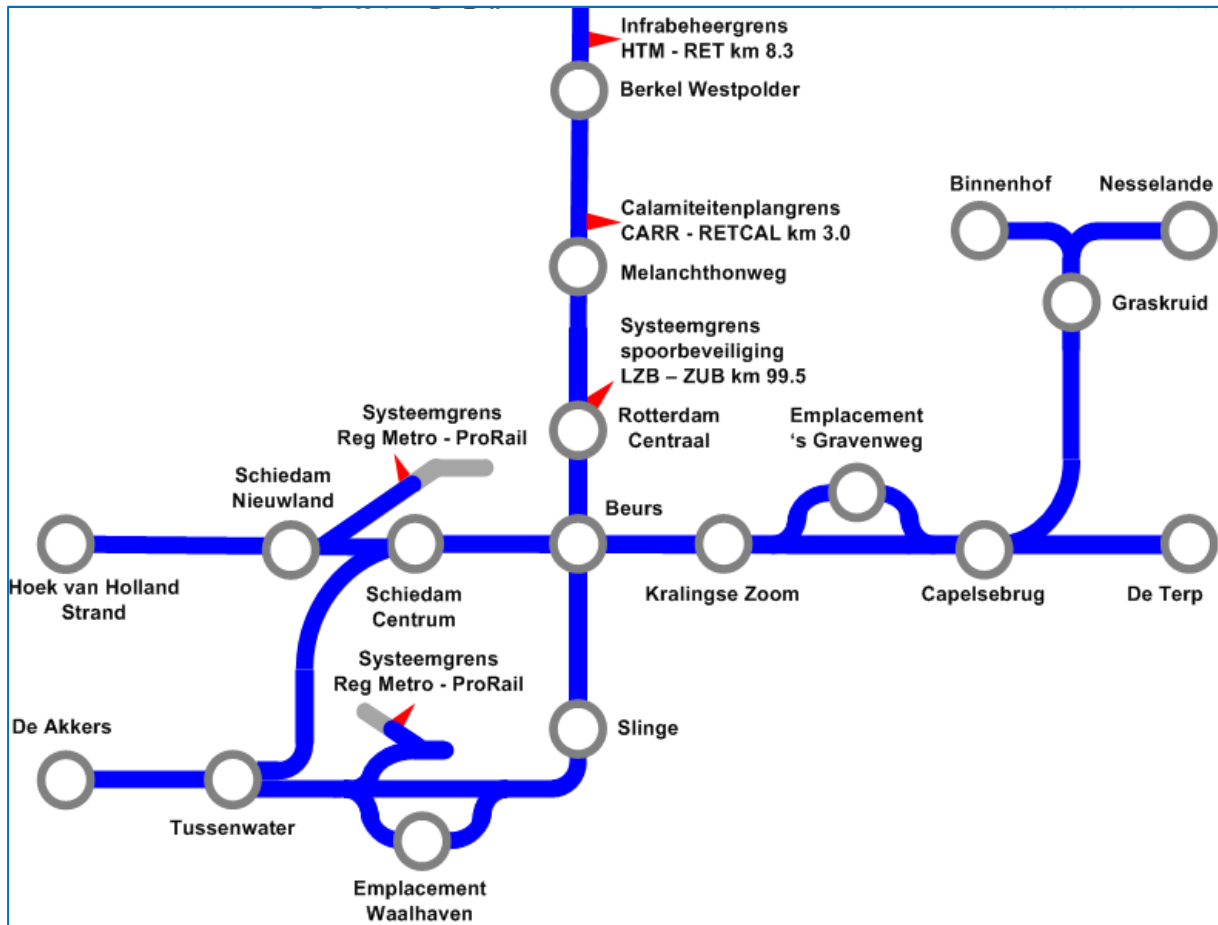 Infrabeheergrens
HTM - RET km 8.3
Berkel Westpolder
Binnenhof
Nesselande
Calamiteitenplangrens
CARR - RETCAL km 3.0
Melanchthonweg
Graskruid
Systeemgrens
spoorbeveiliging
LZB – ZUB km 99.5
Systeemgrens
Reg Metro - ProRail
Rotterdam
Centraal
Emplacement
‘s Gravenweg
Schiedam
Nieuwland
Beurs
Hoek van Holland
Strand
Schiedam
Centrum
Kralingse Zoom
Capelsebrug
De Terp
Systeemgrens
Reg Metro - ProRail
De Akkers
Slinge
Tussenwater
Emplacement
Waalhaven